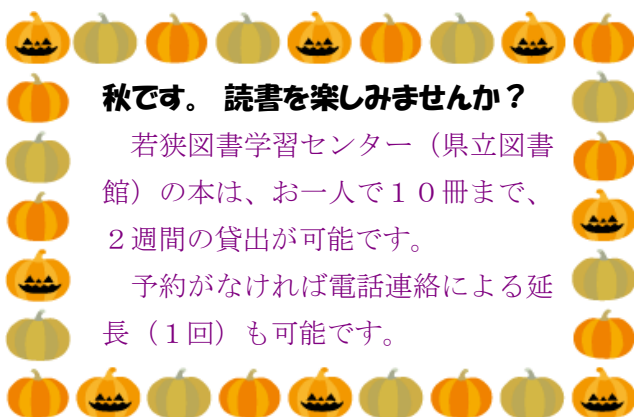 秋です。 読書を楽しみませんか？
　若狭図書学習センター（県立図書
館）の本は、お一人で１０冊まで、
２週間の貸出が可能です。
　予約がなければ電話連絡による延
長（１回）も可能です。